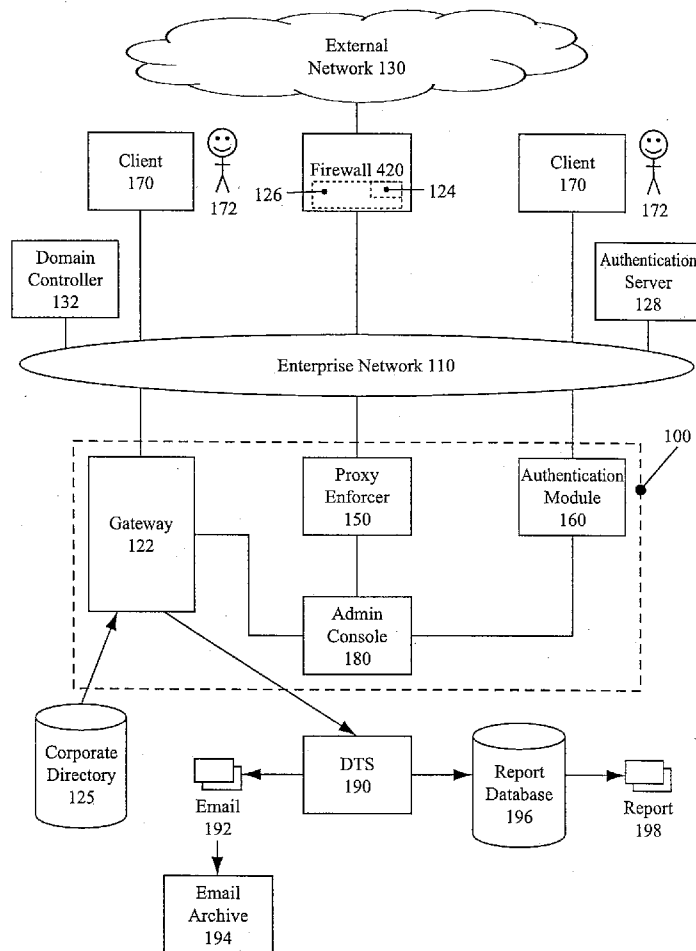 External
Network 130
Client
170
172
Firewall 420
126
124
Client
170
172
Domain
Controller
132
Authentication
Server
128
Enterprise Network 110
100
Gateway
122
Proxy
Enforcer
150
Authentication
Module
160
Admin
Console
180
Corporate
Directory
125
DTS
190
Email
192
Report
Database
196
Report
198
Email
Archive
194